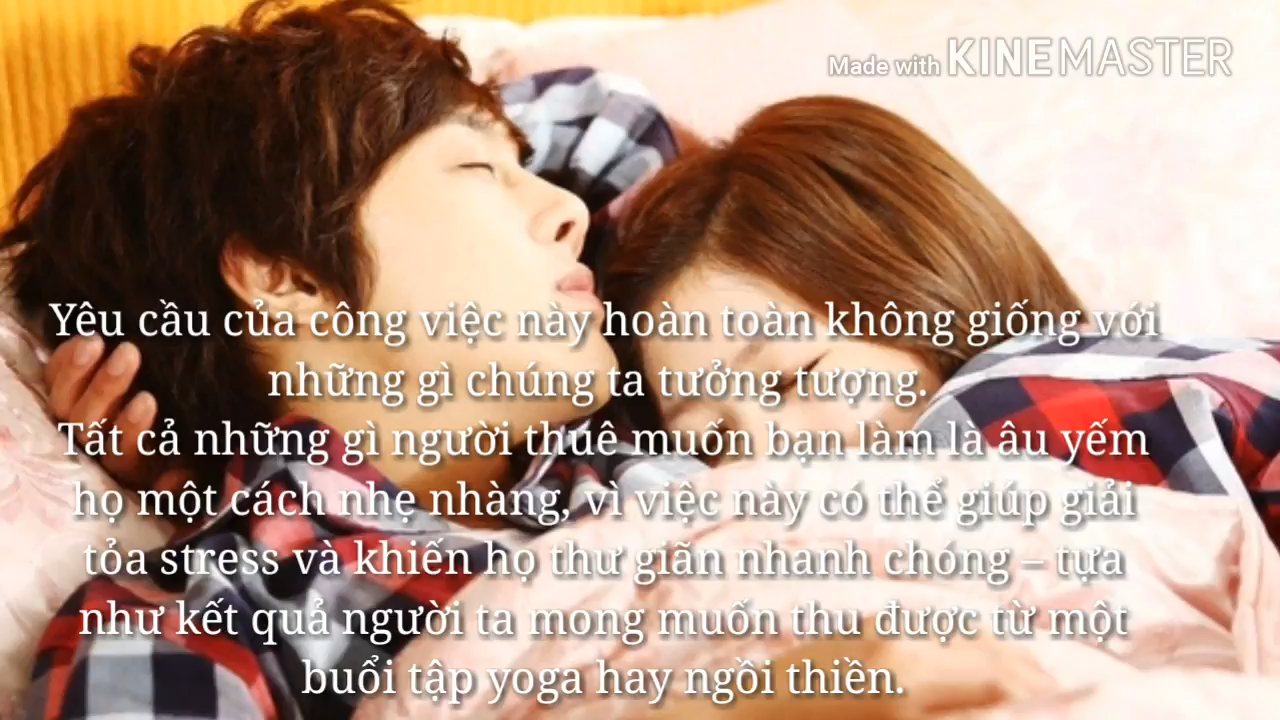 Made with KINEMASTER
Yêu cầu của công việc này hoàn toàn không giống với
những gì chúng ta tưởng tượng.
Tất cả những gì người thuê muốn bạn làm là âu yếm
họ một cách nhẹ nhàng, vì việc này có thể giúp giải
tỏa stress và khiến họ thư giãn nhanh chóng – tựa
như kết quả người ta mong muốn thu được từ một
buổi tập yoga hay ngồi thiền.